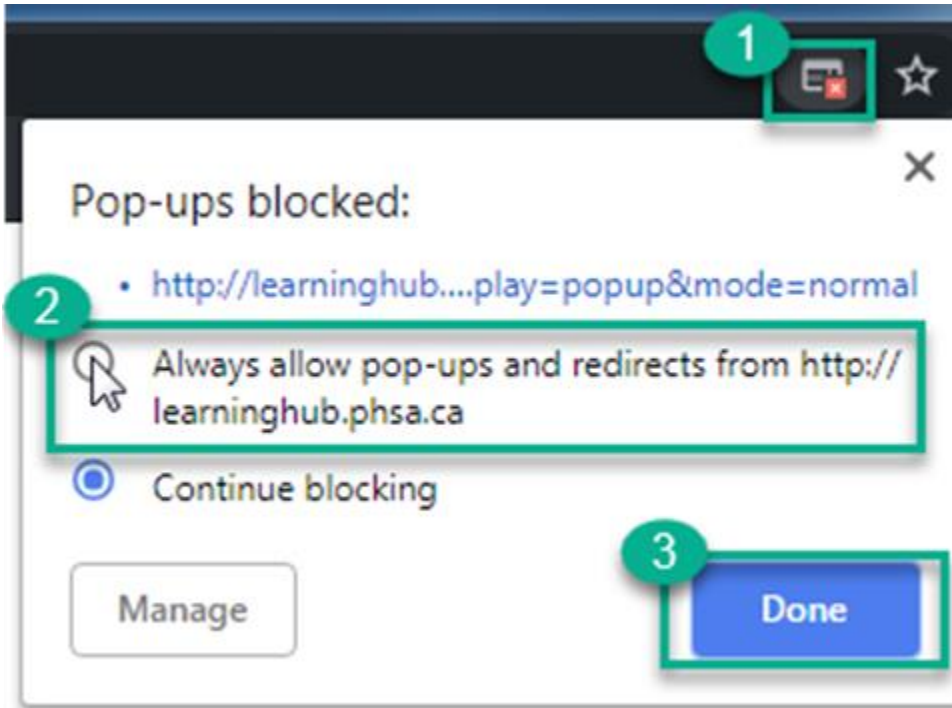 1
Pop-ups blocked:
• http://learninghub....play=popup&mode=normal
2
Always allow pop-ups and redirects from http://
learninghub.phsa.ca
Continue blocking
3
Manage
Done